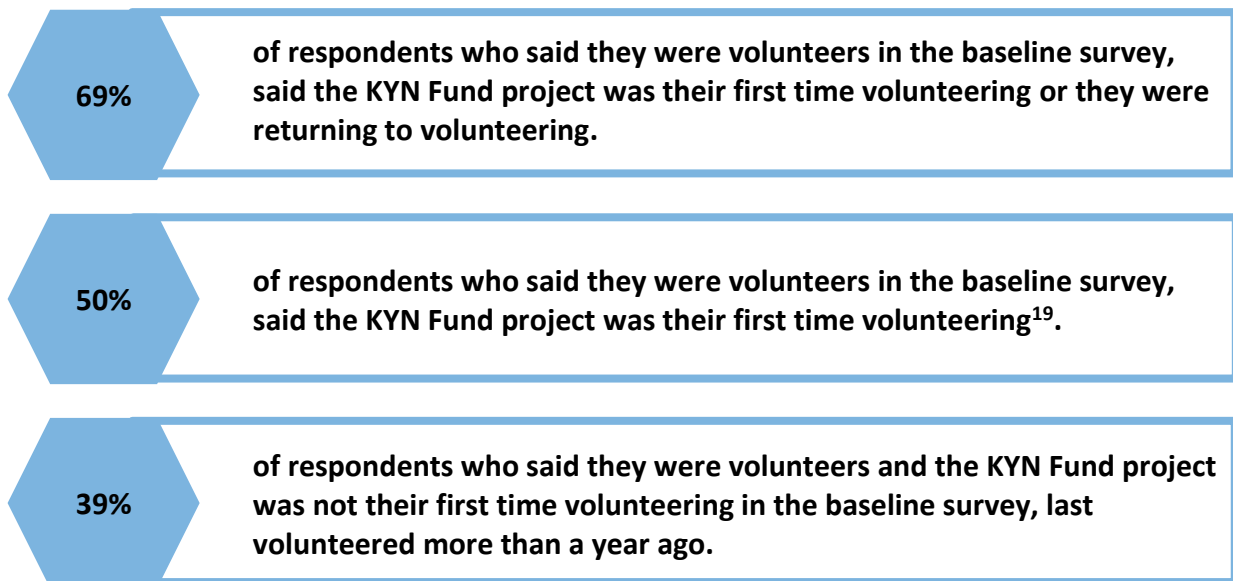 69%
of respondents who said they were volunteers in the baseline survey,
said the KYN Fund project was their first time volunteering or they were
returning to volunteering.
50%
of respondents who said they were volunteers in the baseline survey,
said the KYN Fund project was their first time volunteering¹⁹.
39%
of respondents who said they were volunteers and the KYN Fund project
was not their first time volunteering in the baseline survey, last
volunteered more than a year ago.